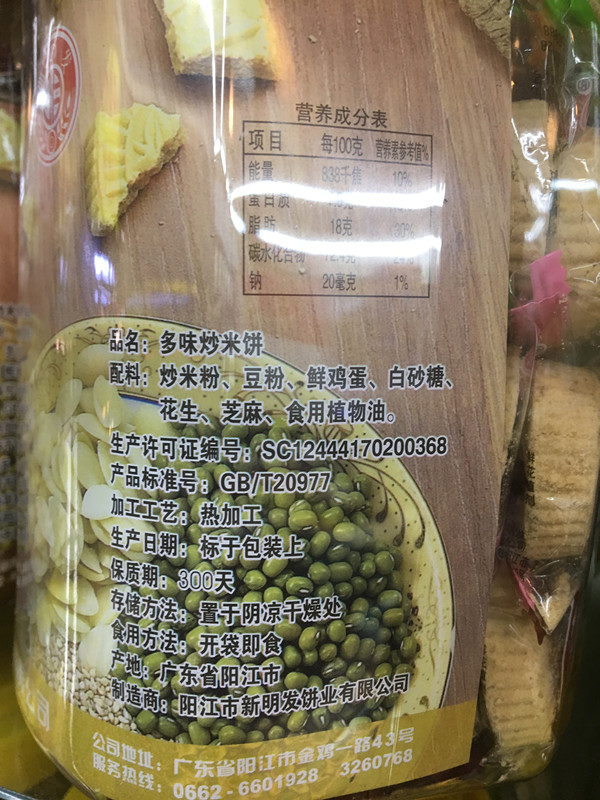 营养成分表
项目 每100克 营养素参考值%
能量 838千焦 10%
蛋白质
脂肪 18克 30%
碳水化合物
钠 20毫克 1%
品名：多味炒米饼
配料：炒米粉、豆粉、鲜鸡蛋、白砂糖、
花生、芝麻、食用植物油。
生产许可证编号：SC12444170200368
产品标准号：GB/T20977
加工工艺：热加工
生产日期：标于包装上
保质期：300天
存储方法：置于阴凉干燥处
食用方法：开袋即食
产地：广东省阳江市
制造商：阳江市新明发饼业有限公司
公司地址：广东省阳江市金鸡一路43号
服务热线：0662-6601928 3260768